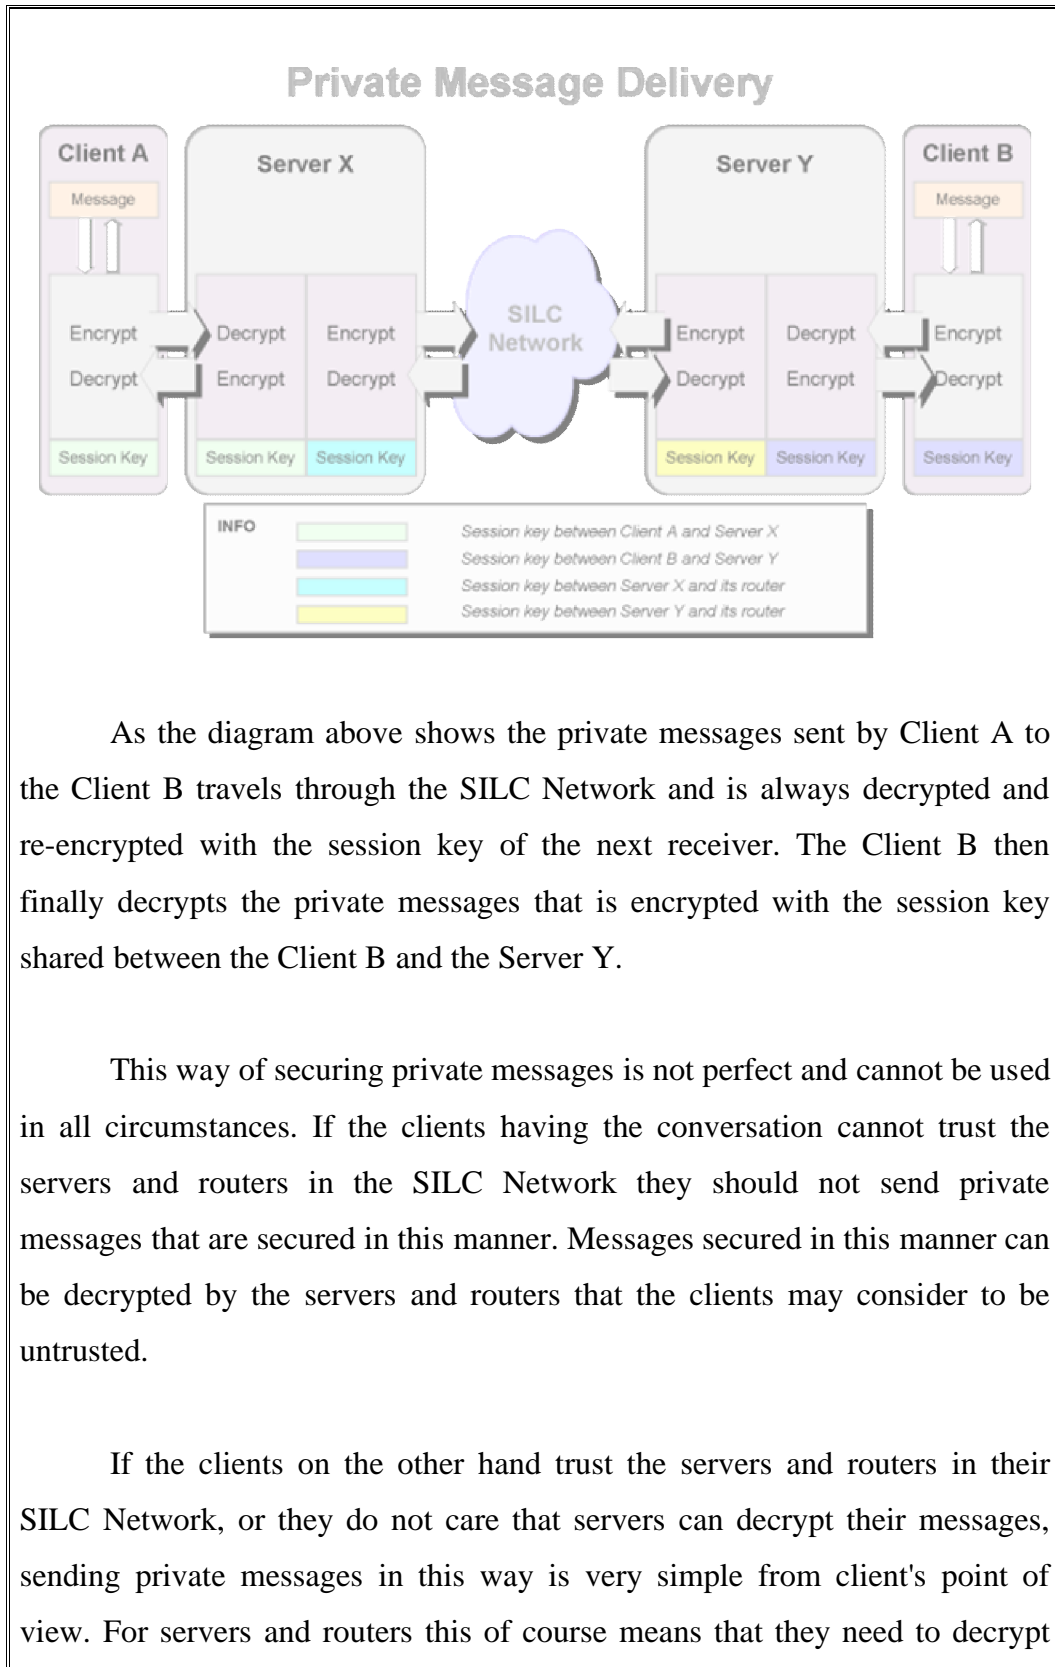 Private Message Delivery
Client A
Server X
Server Y
Client B
Message
Message
SILC
Network
Encrypt
Decrypt
Encrypt
Encrypt
Decrypt
Encrypt
Decrypt
Encrypt
Decrypt
Decrypt
Encrypt
Decrypt
Session Key
Session Key
Session Key
Session Key
Session Key
Session Key
INFO
Session key between Client A and Server X
Session key between Client B and Server Y
Session key between Server X and its router
Session key between Server Y and its router
As the diagram above shows the private messages sent by Client A to
the Client B travels through the SILC Network and is always decrypted and
re-encrypted with the session key of the next receiver. The Client B then
finally decrypts the private messages that is encrypted with the session key
shared between the Client B and the Server Y.
This way of securing private messages is not perfect and cannot be used
in all circumstances. If the clients having the conversation cannot trust the
servers and routers in the SILC Network they should not send private
messages that are secured in this manner. Messages secured in this manner can
be decrypted by the servers and routers that the clients may consider to be
untrusted.
If the clients on the other hand trust the servers and routers in their
SILC Network, or they do not care that servers can decrypt their messages,
sending private messages in this way is very simple from client's point of
view. For servers and routers this of course means that they need to decrypt